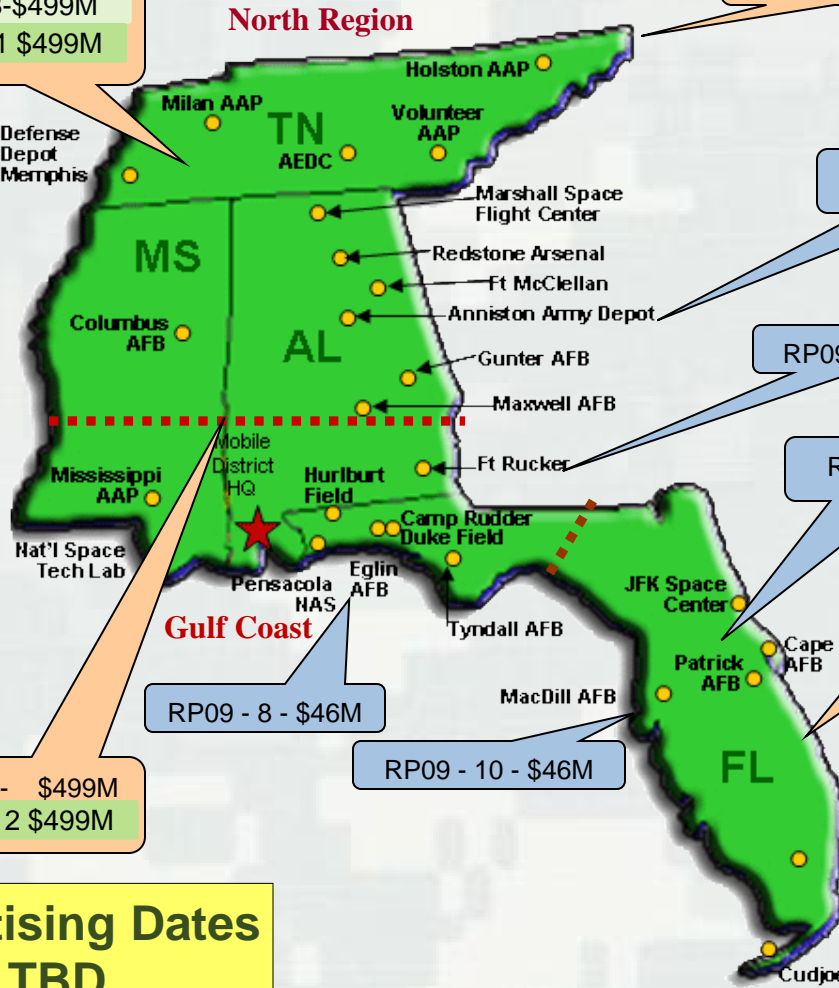 -$499M
1 $499M
North Region
Holston AAP
Milan AAP
Volunteer
AAP
TN
AEDC
Defense
Depot
Memphis
Marshall Space
Flight Center
MS
Redstone Arsenal
Ft McClellan
Anniston Army Depot
Columbus
AFB
AL
Gunter AFB
RP09
Maxwell AFB
Mobile
District
HQ
Ft Rucker
R
Mississippi
AAP
Hurlburt
Field
Camp Rudder
Duke Field
Nat'l Space
Tech Lab
Pensacola
NAS
Eglin
AFB
JFK Space
Center
Gulf Coast
Tyndall AFB
Cape
AFB
Patrick
AFB
MacDill AFB
RP09 - 8 - $46M
RP09 - 10 - $46M
FL
- $499M
2 $499M
tising Dates
TBD
Cudjoe